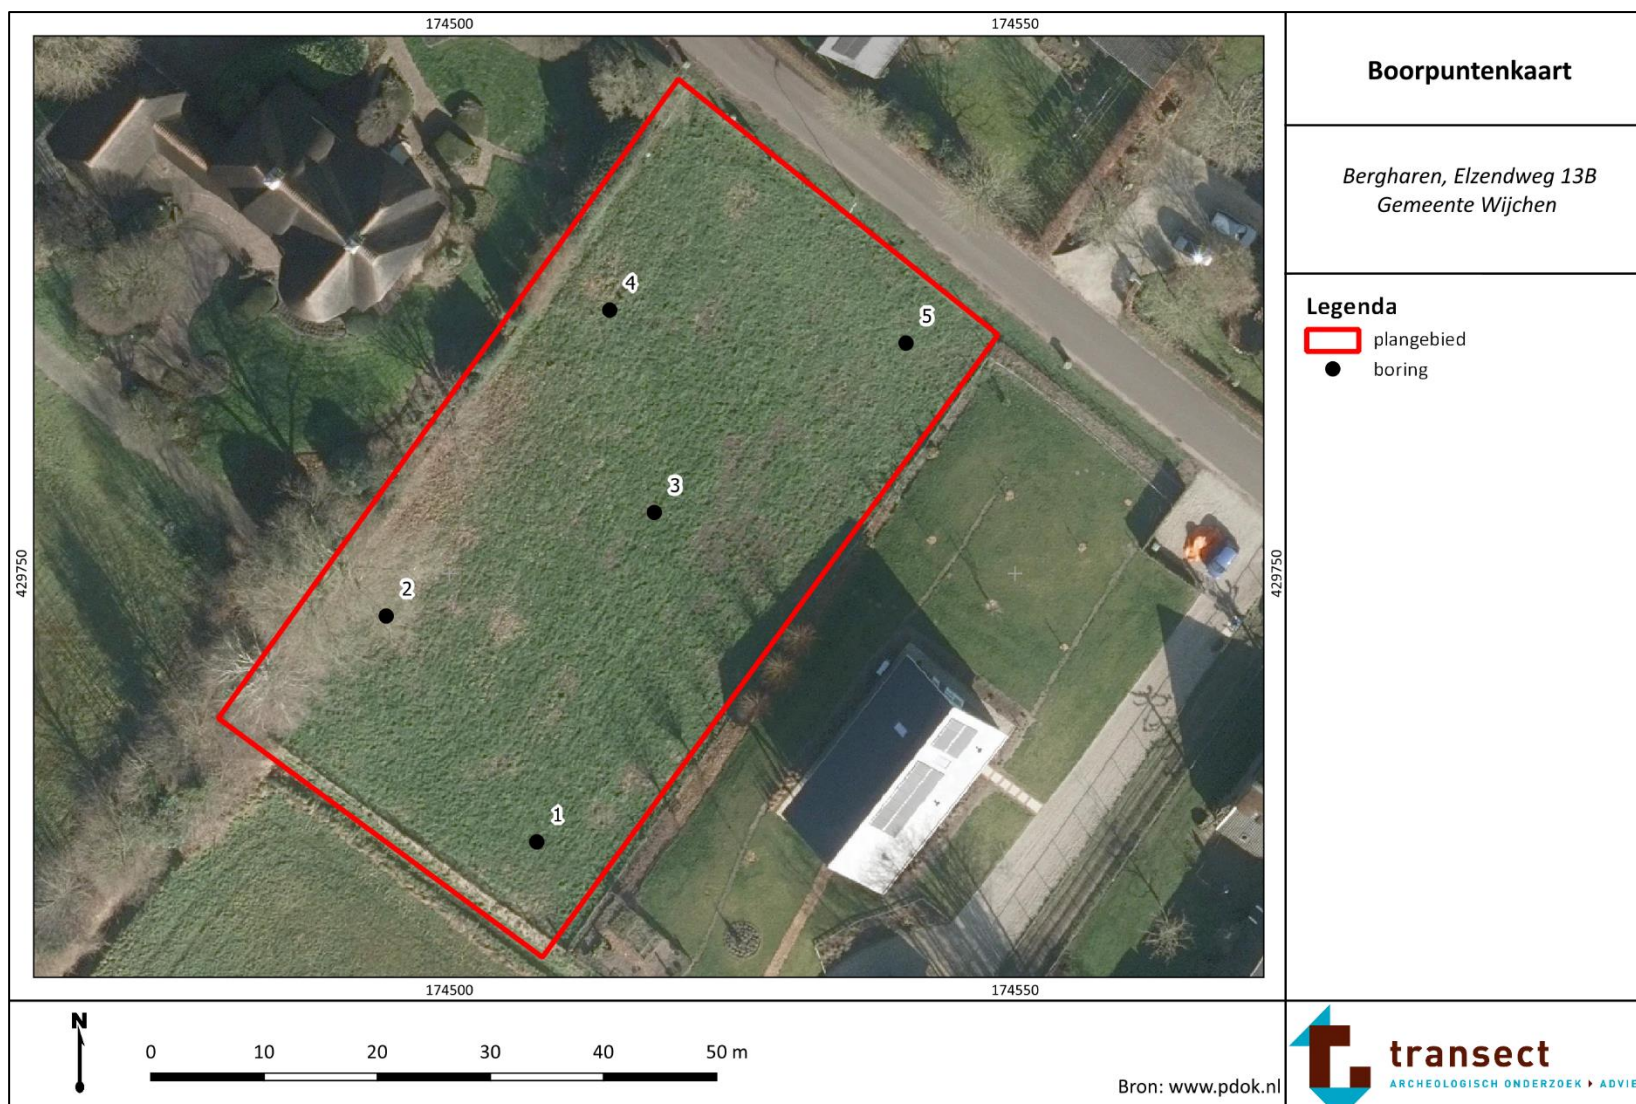 174500 174550
Boorpuntenkaart
Bergharen, Elzendweg 13B
Gemeente Wijchen
Legenda
plangebied
boring
4
5
3
2
1
429750 429750
174500 174550
N
0 10 20 30 40 50 m
Bron: www.pdok.nl
transect
ARCHEOLOGISCH ONDERZOEK ADVIE